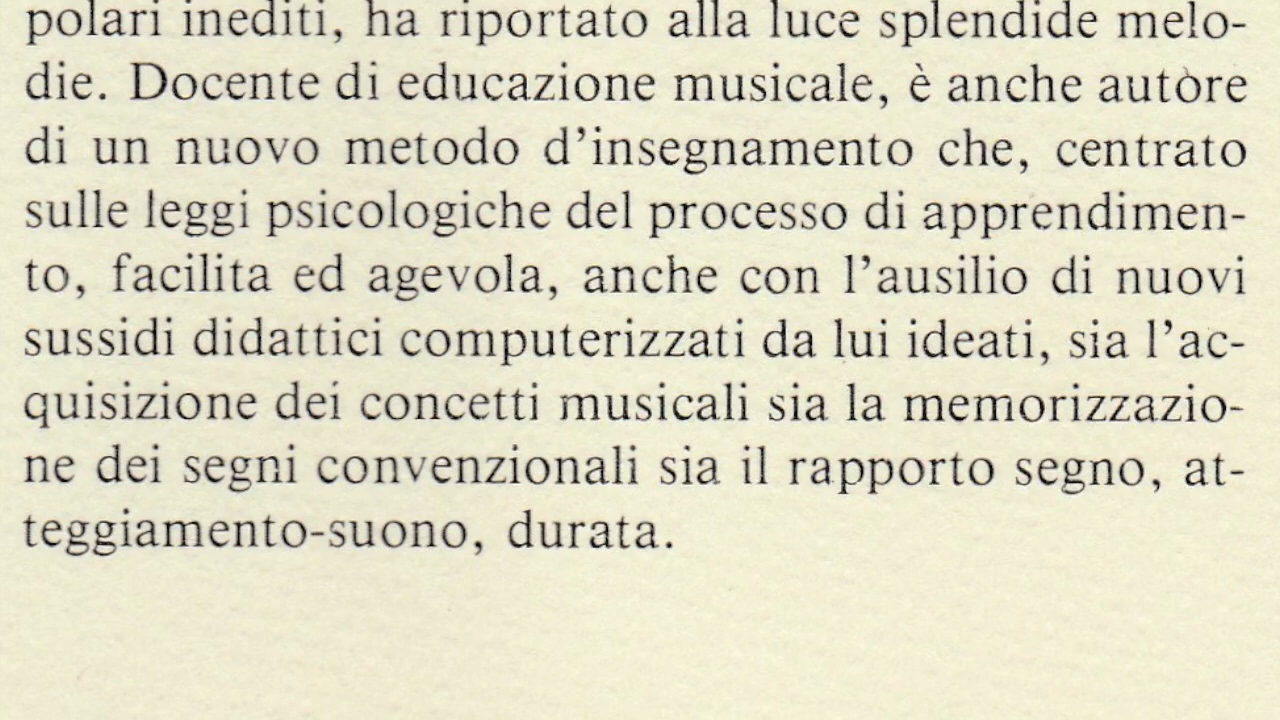 polari inediti, ha riportato alla luce splendide melo-
die. Docente di educazione musicale, è anche autore
di un nuovo metodo d’insegnamento che, centrato
sulle leggi psicologiche del processo di apprendimen-
to, facilita ed agevola, anche con l’ausilio di nuovi
sussidi didattici computerizzati da lui ideati, sia l’ac-
quisizione dei concetti musicali sia la memorizzazio-
ne dei segni convenzionali sia il rapporto segno, at-
teggiamento-suono, durata.